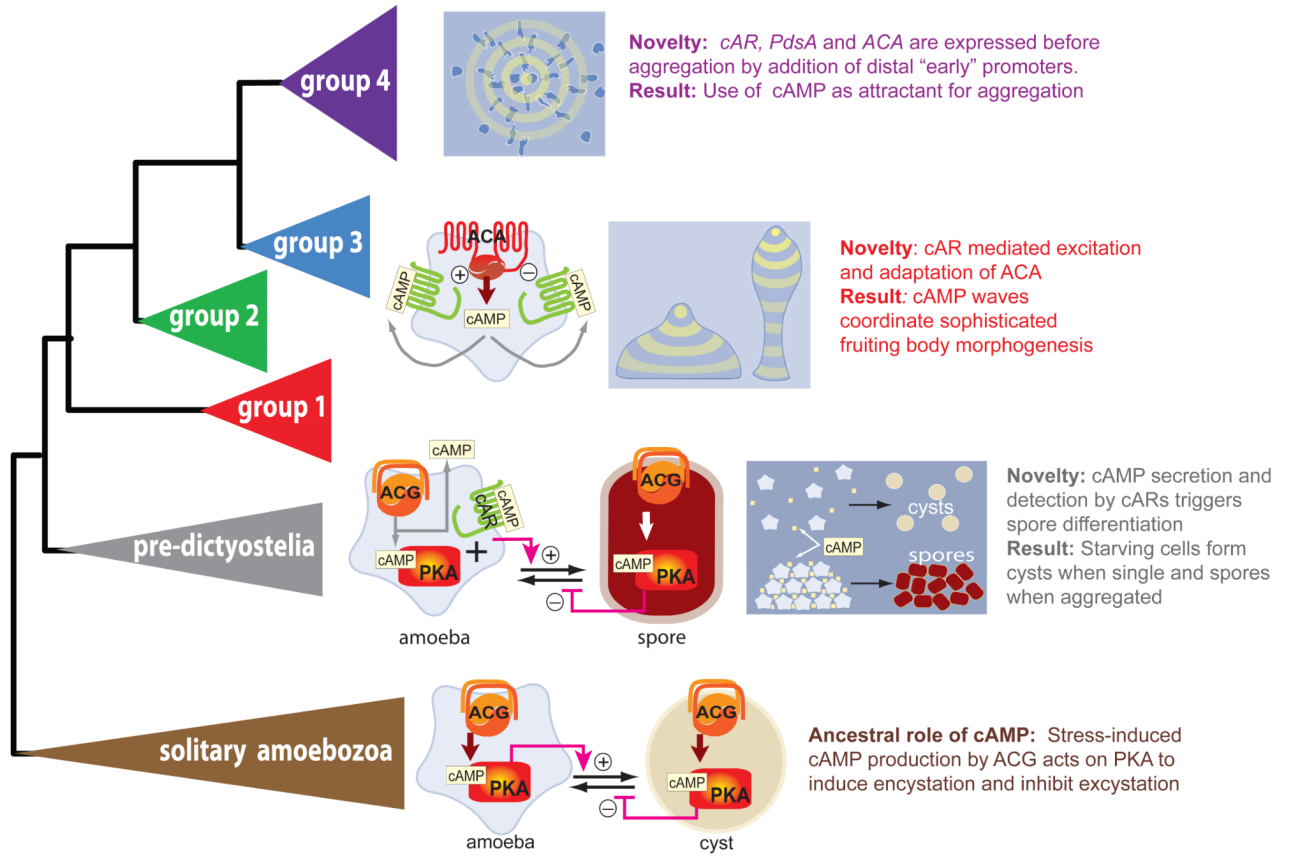 group 4
Novelty: cAR, PdsA and ACA are expressed before
aggregation by addition of distal “early” promoters.
Result: Use of cAMP as attractant for aggregation
group 3
ACA
+
−
cAMP
cAMP
cAMP
Novelty: cAR mediated excitation
and adaptation of ACA
Result: cAMP waves
coordinate sophisticated
fruiting body morphogenesis
group 2
group 1
pre-dictyostelia
cAMP
ACG
cAMP
cAR
cAMP
PKA
+
+
−
amoeba
ACG
cAMP
PKA
spore
cysts
cAMP
spores
Novelty: cAMP secretion and
detection by cARs triggers
spore differentiation
Result: Starving cells form
cysts when single and spores
when aggregated
solitary amoebozoa
ACG
cAMP
PKA
+
−
amoeba
ACG
cAMP
PKA
cyst
Ancestral role of cAMP: Stress-induced
cAMP production by ACG acts on PKA to
induce encystation and inhibit excystation